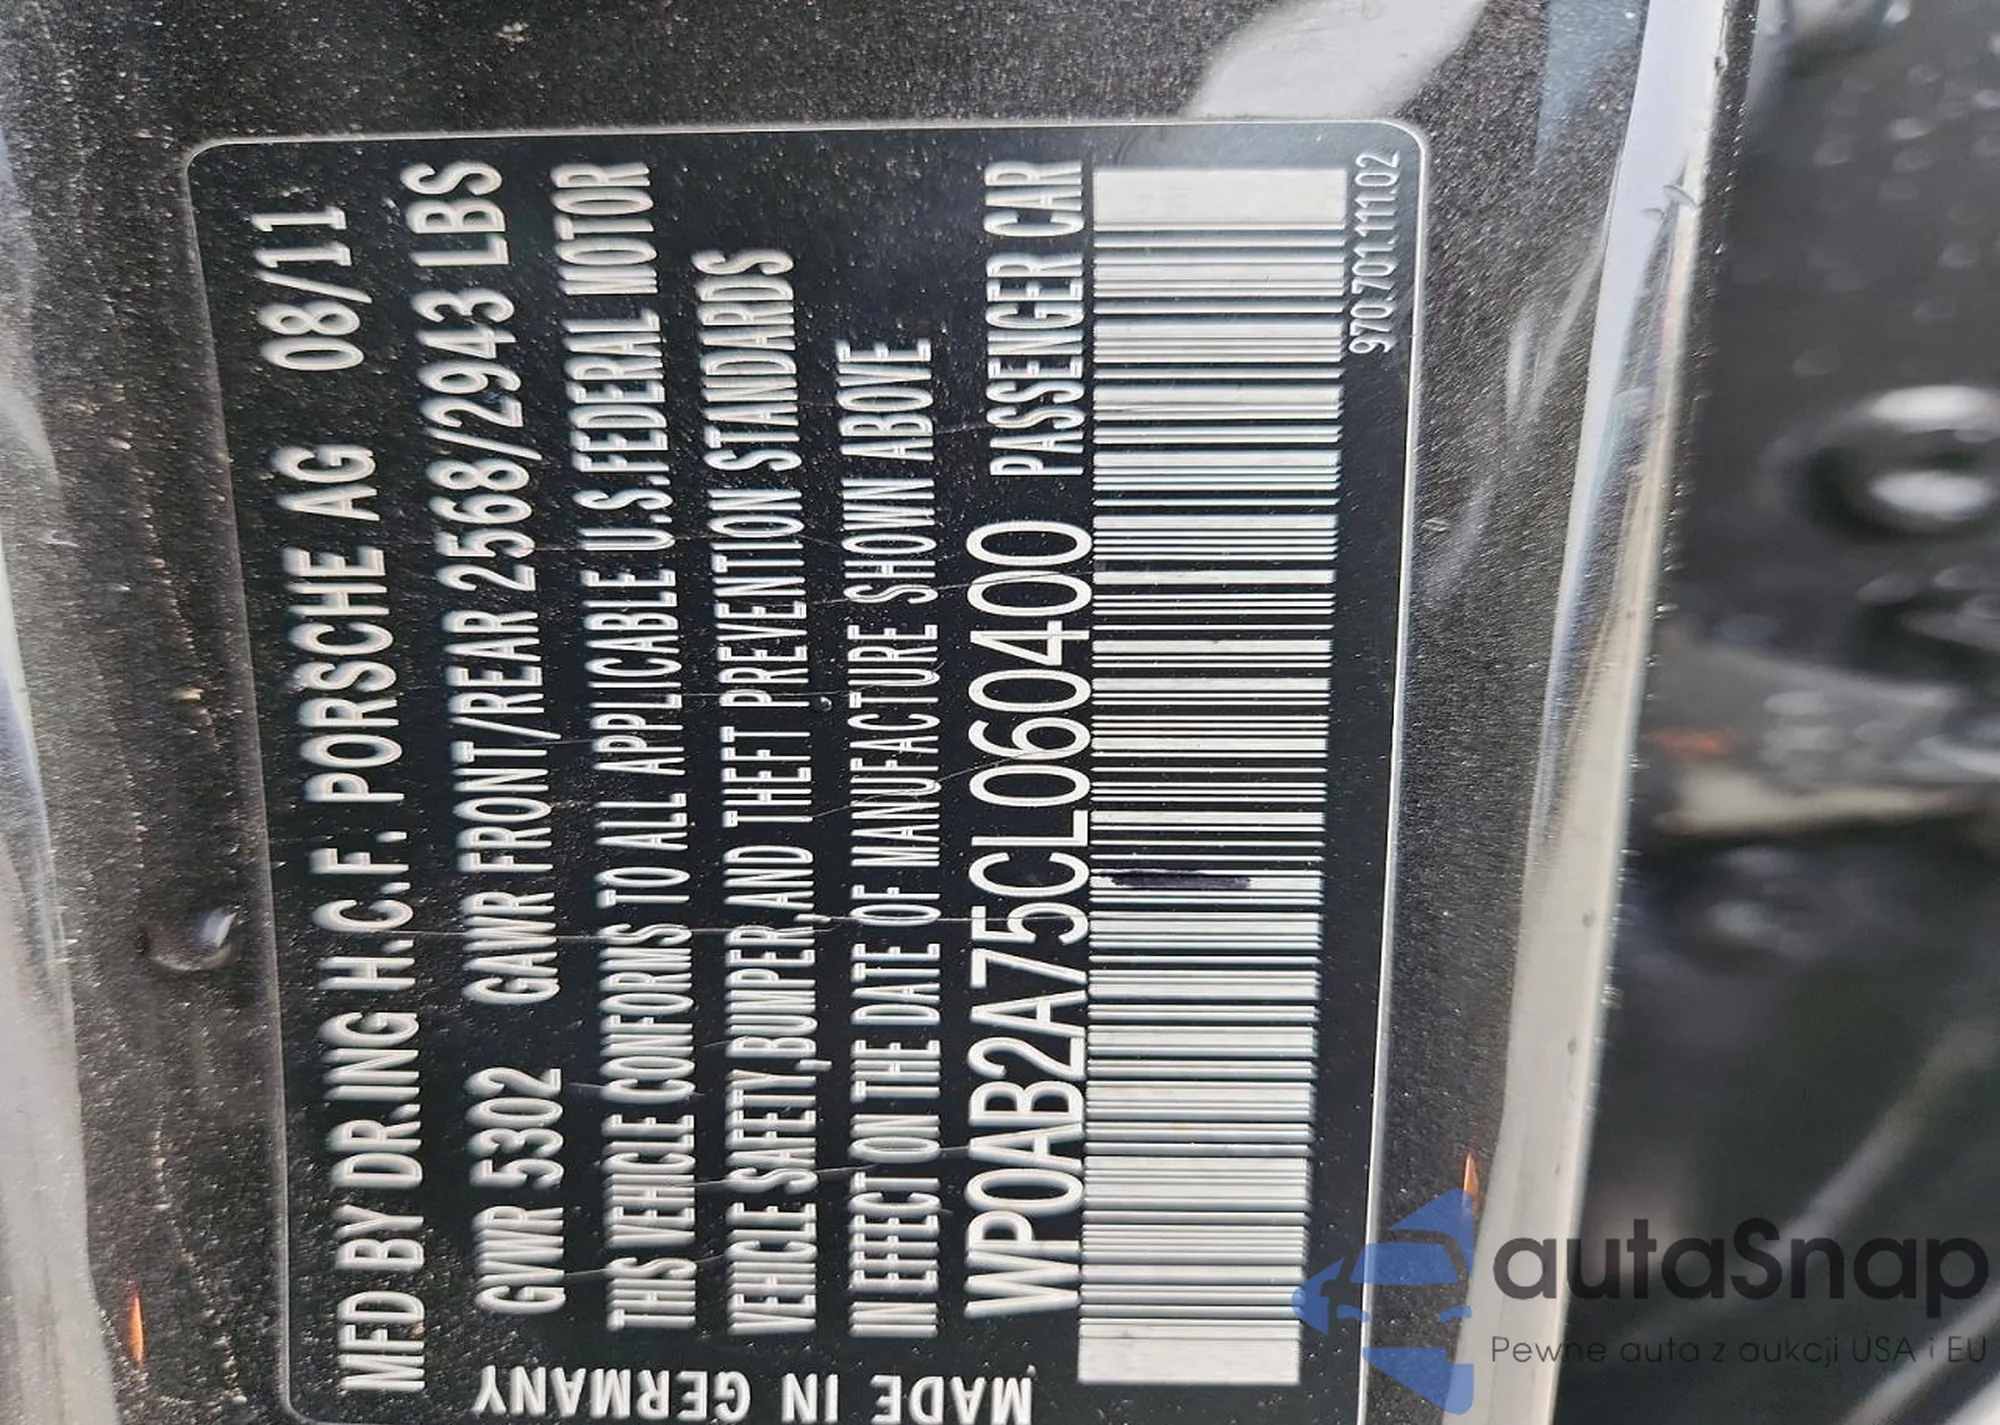 MFD BY DR.ING H.C.F. PORSCHE AG 08/11
GVWR 5302 GAWR FRONT/REAR 2568/2943 LBS
THIS VEHICLE CONFORMS TO ALL APPLICABLE U.S.FEDERAL MOTOR
VEHICLE SAFETY,BUMPER,AND THEFT PREVENTION STANDARDS
IN EFFECT ON THE DATE OF MANUFACTURE SHOWN ABOVE
WP0AB2A75CL060400 PASSENGER CAR
970.701.111.02
MADE IN GERMANY
autaSnap
Pewne auta z aukcji USA i EU